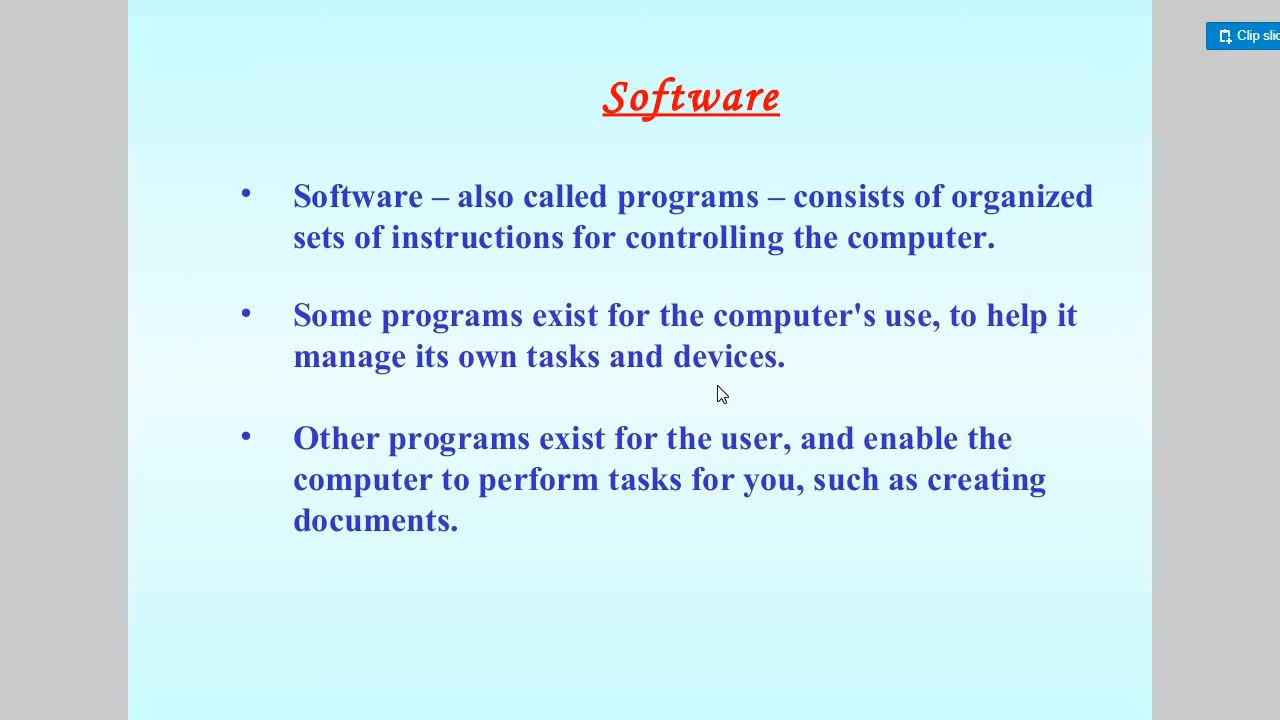 Clip slic
Software
• Software – also called programs – consists of organized
sets of instructions for controlling the computer.
• Some programs exist for the computer's use, to help it
manage its own tasks and devices.
• Other programs exist for the user, and enable the
computer to perform tasks for you, such as creating
documents.